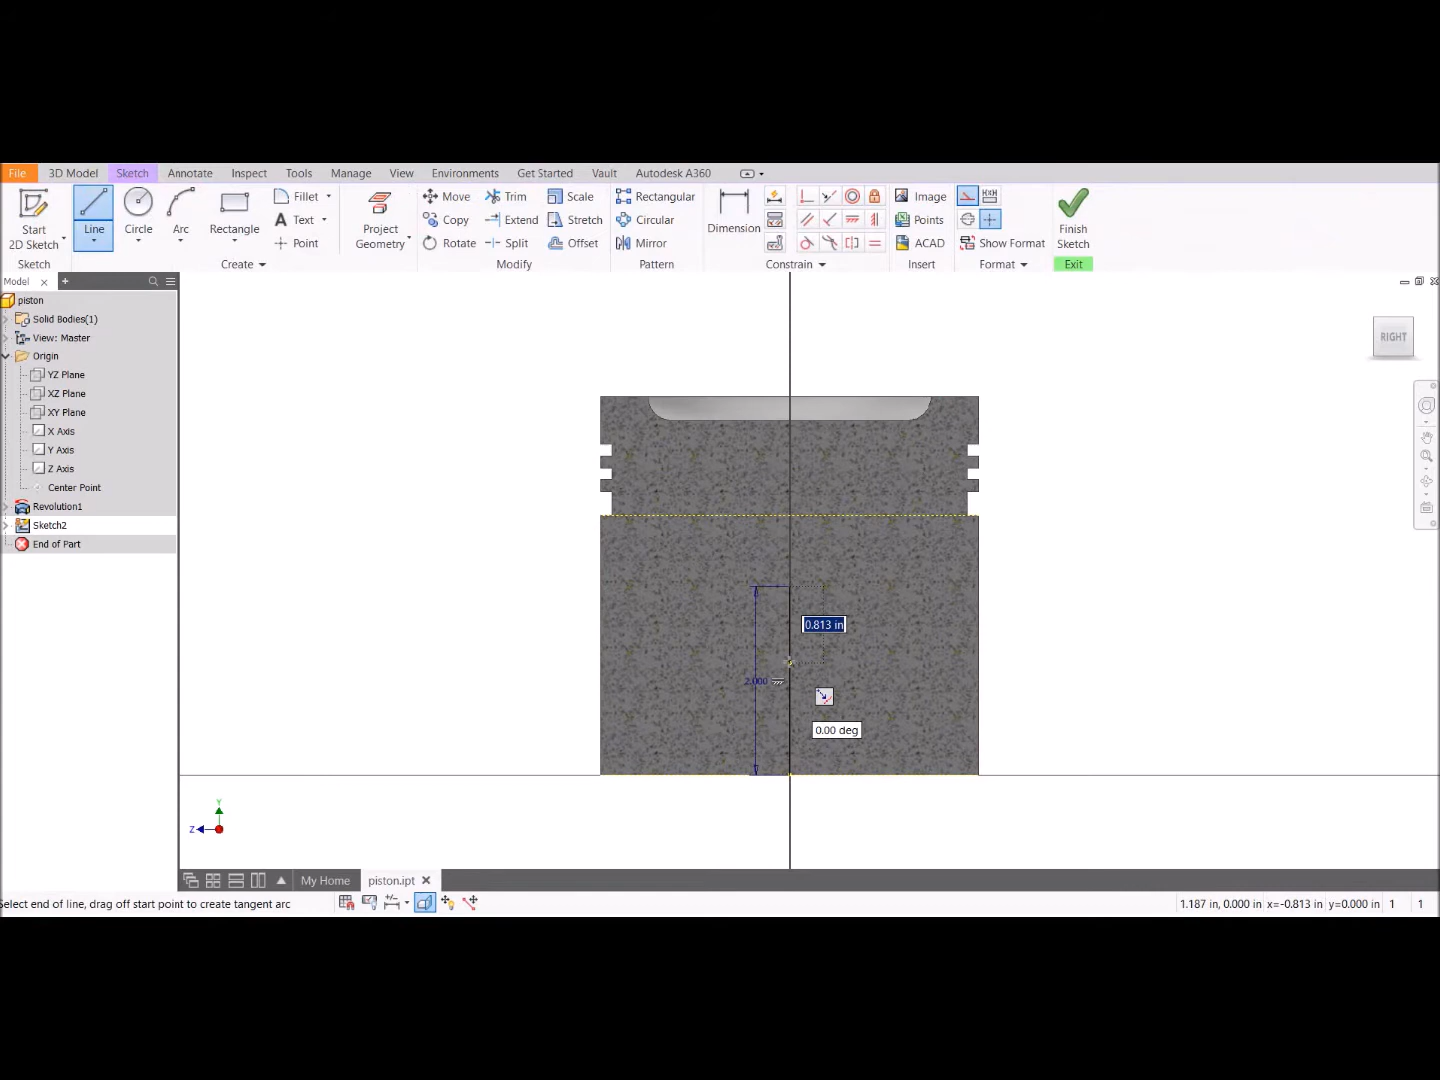 File 3D Model Sketch Annotate Inspect Tools Manage View Environments Get Started Vault Autodesk A360
Start
2D Sketch
Line
Circle
Arc
Rectangle
Fillet
Text
Point
Project
Geometry
Move
Copy
Rotate
Trim
Extend
Split
Scale
Stretch
Offset
Rectangular
Circular
Mirror
Dimension
Image
Points
ACAD
Show Format
Finish
Sketch
Sketch Create Modify Pattern Constrain Insert Format Exit
Model
piston
Solid Bodies(1)
View: Master
Origin
YZ Plane
XZ Plane
XY Plane
X Axis
Y Axis
Z Axis
Center Point
Revolution1
Sketch2
End of Part
RIGHT
0.813 in
2.000
0.00 deg
Y
Z
My Home piston.ipt
Select end of line, drag off start point to create tangent arc
1.187 in, 0.000 in x=-0.813 in y=0.000 in 1 1